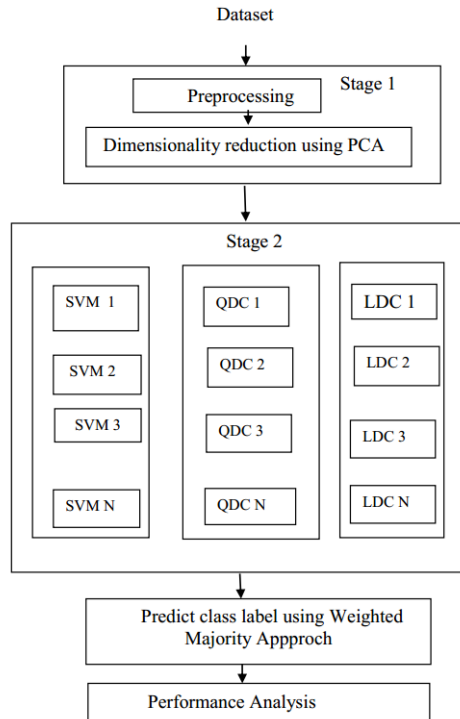 Dataset
Stage 1
Preprocessing
Dimensionality reduction using PCA
Stage 2
SVM 1
SVM 2
SVM 3
SVM N
QDC 1
QDC 2
QDC 3
QDC N
LDC 1
LDC 2
LDC 3
LDC N
Predict class label using Weighted
Majority Appproch
Performance Analysis